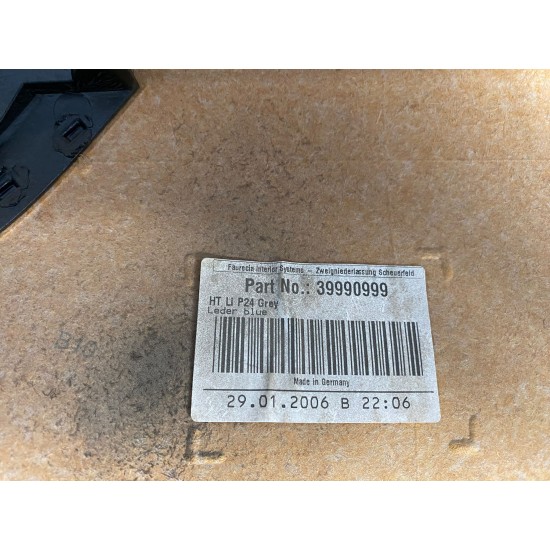 Faurecia Interior Systems - Zweigniederlassung Scheuerfeld
Part No.: 39990999
HT LI P24 Grey
Leder blue
Made in Germany
29.01.2006 B 22:06